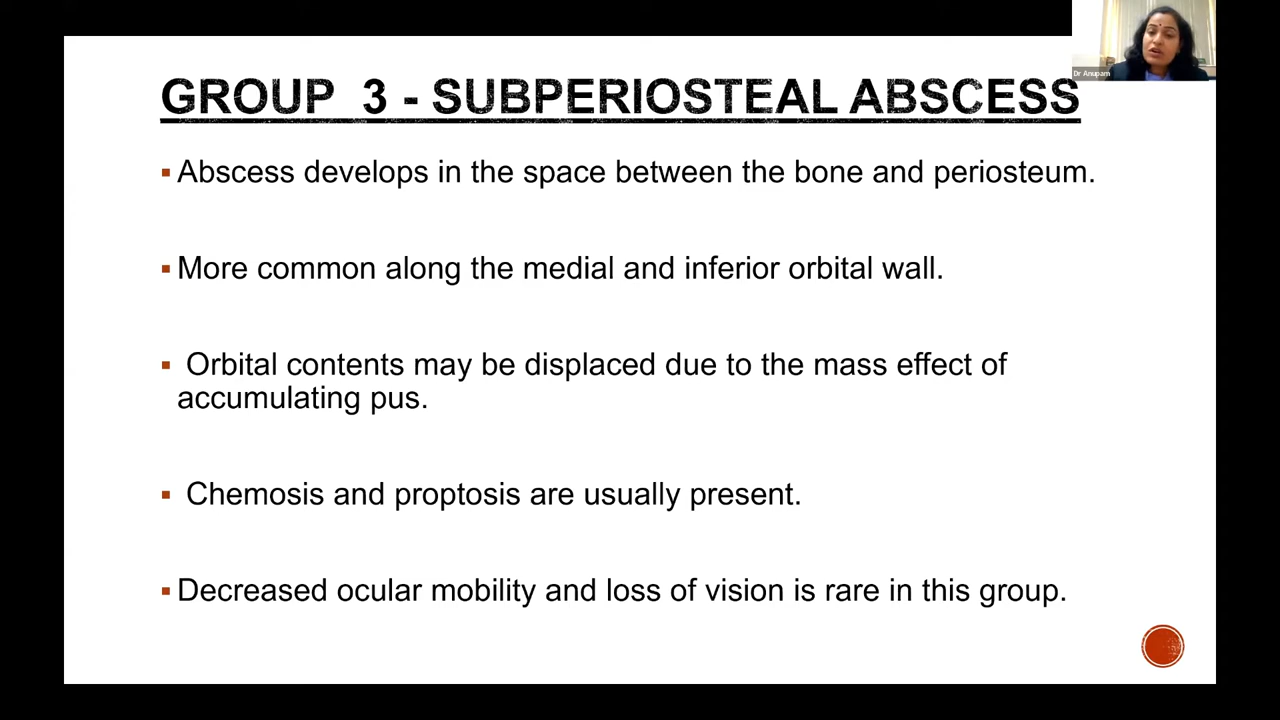 Dr Anupam
GROUP 3 - SUBPERIOSTEAL ABSCESS
▪Abscess develops in the space between the bone and periosteum.
▪More common along the medial and inferior orbital wall.
▪ Orbital contents may be displaced due to the mass effect of
accumulating pus.
▪ Chemosis and proptosis are usually present.
▪Decreased ocular mobility and loss of vision is rare in this group.